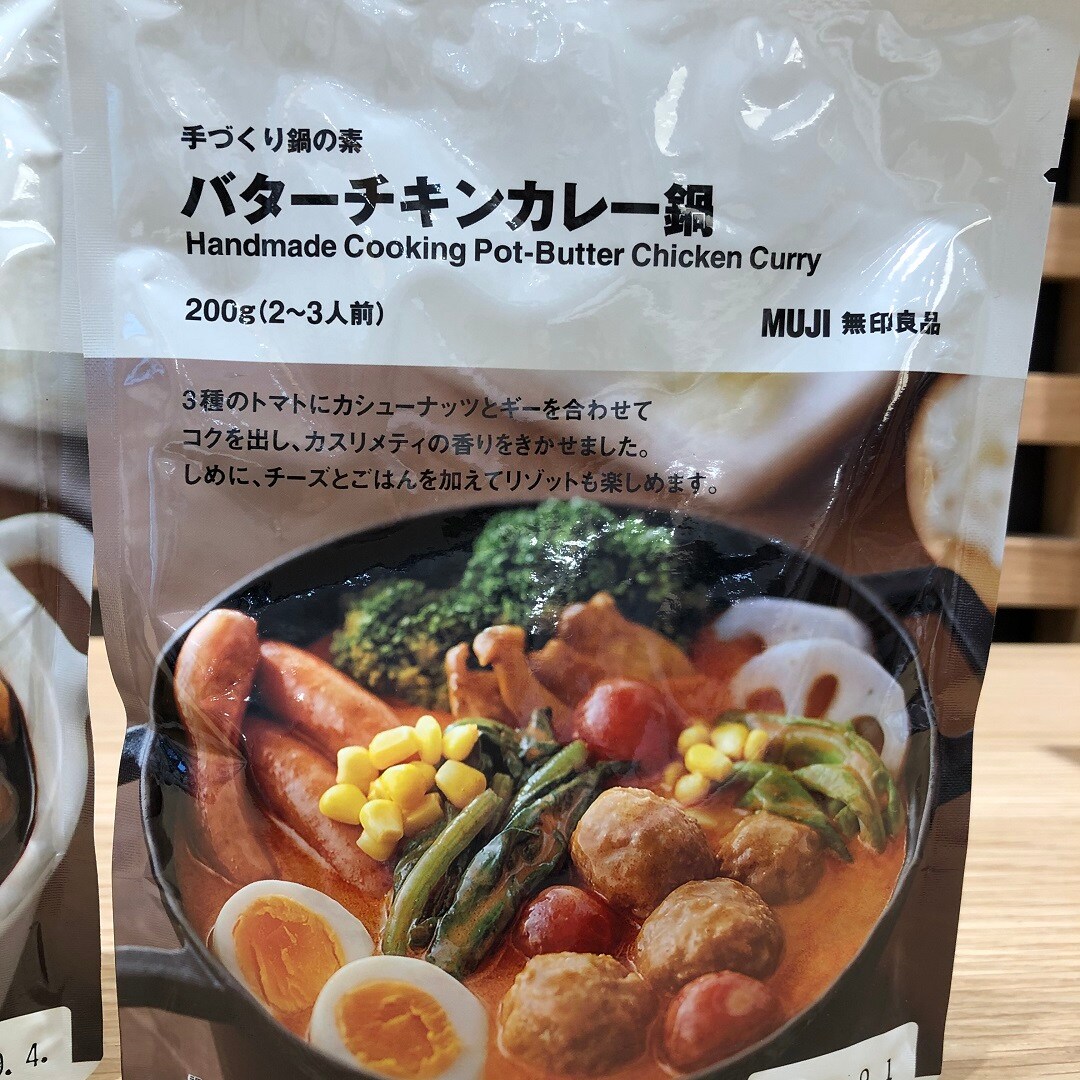 手づくり鍋の素
バターチキンカレー鍋
Handmade Cooking Pot-Butter Chicken Curry
200g(2〜3人前)
MUJI 無印良品
3種のトマトにカシューナッツとギーを合わせて
コクを出し、カスリメティの香りをきかせました。
しめに、チーズとごはんを加えてリゾットも楽しめます。